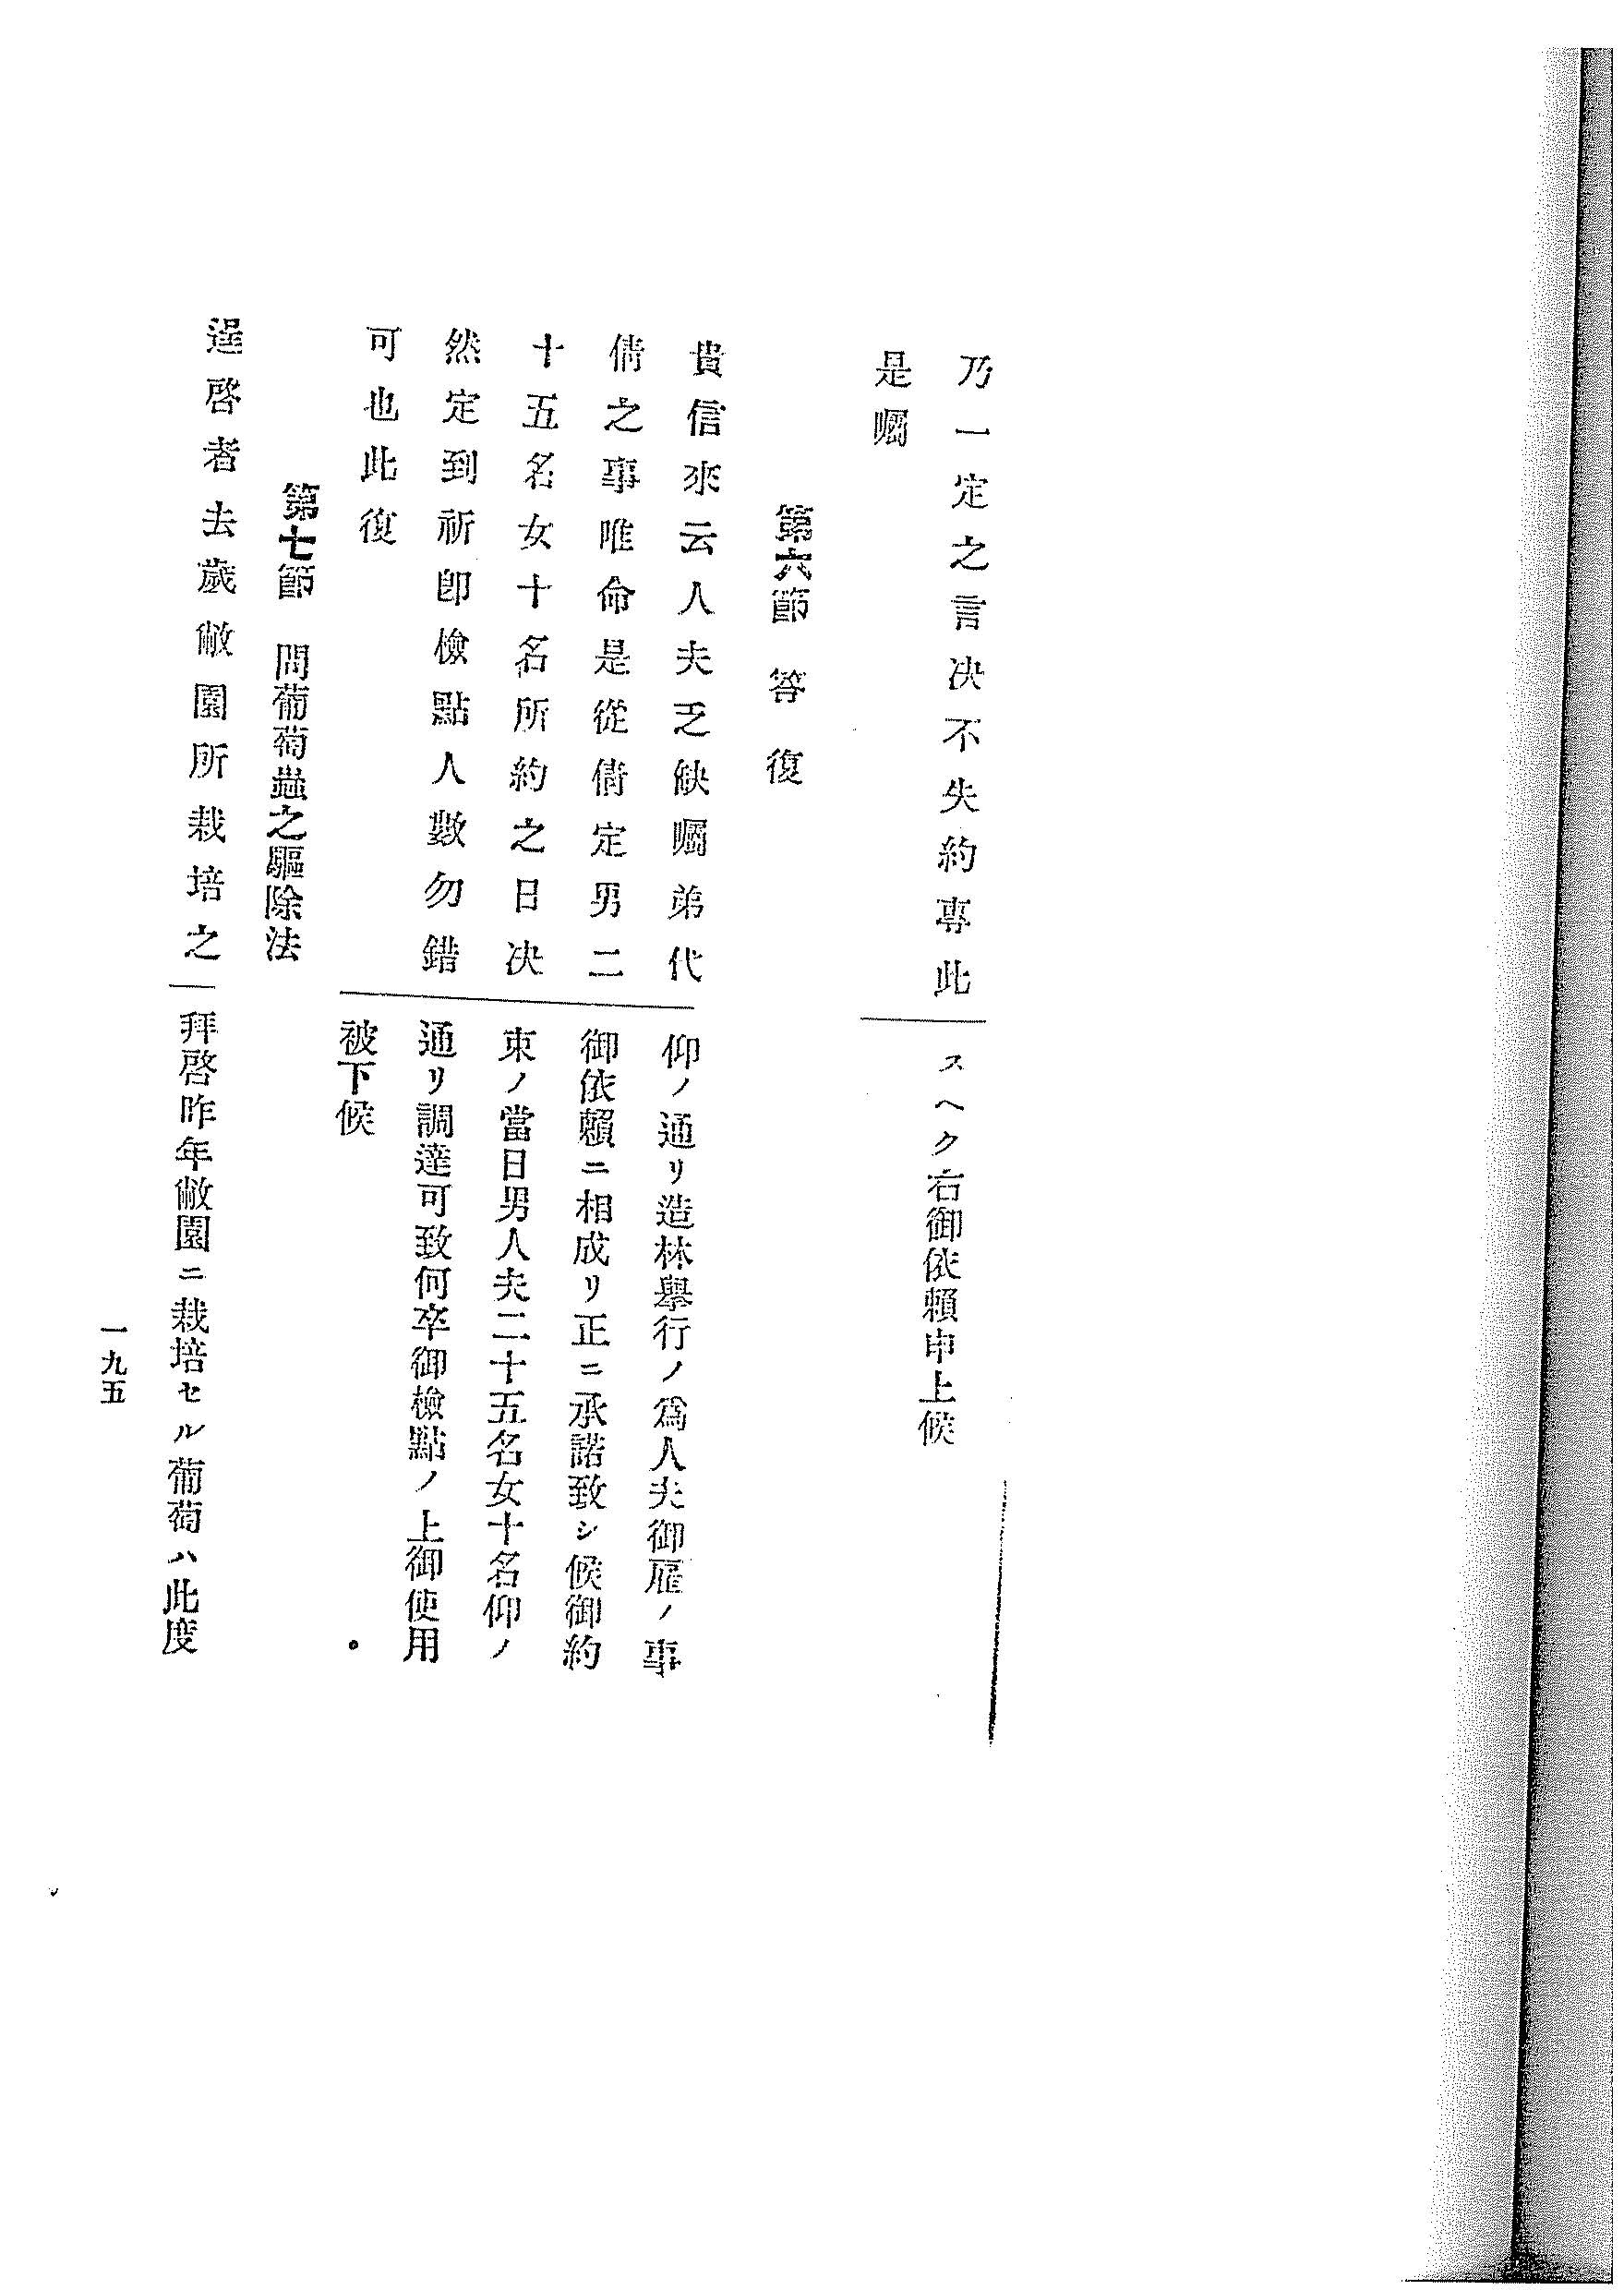 乃一定之言决不失約專此
是囑
スヘク右御依賴申上候
第六節　答復
貴信來云人夫乏缺囑弟代
倩之事唯命是從倩定男二
十五名女十名所約之日决
然定到祈卽檢點人數勿錯
可也此復
仰ノ通リ造林擧行ノ爲人夫御雇ノ事
御依賴ニ相成リ正ニ承諾致シ候御約
束ノ當日男人夫二十五名女十名仰ノ
通リ調達可致何卒御檢點ノ上御使用
被下候
第七節　問葡萄蟲之驅除法
逕啓者去歲敝園所栽培之
拜啓昨年敝園ニ栽培セル葡萄ハ此度
一九五